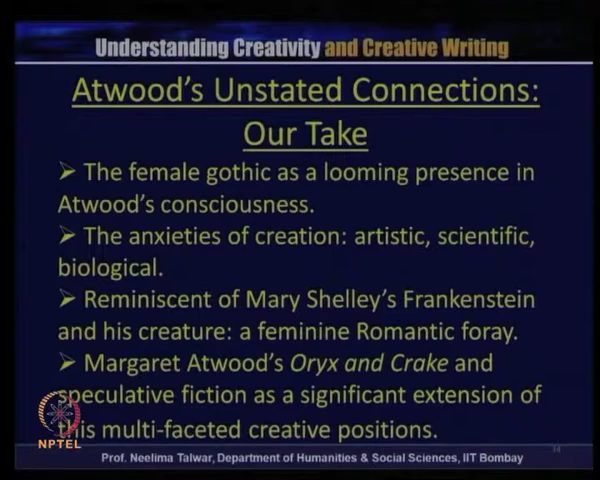 Understanding Creativity and Creative Writing
Atwood's Unstated Connections:
Our Take
➢ The female gothic as a looming presence in
Atwood's consciousness.
➢ The anxieties of creation: artistic, scientific,
biological.
➢ Reminiscent of Mary Shelley's Frankenstein
and his creature: a feminine Romantic foray.
➢ Margaret Atwood's Oryx and Crake and
speculative fiction as a significant extension of
this multi-faceted creative positions.
NPTEL
Prof. Neelima Talwar, Department of Humanities & Social Sciences, IIT Bombay